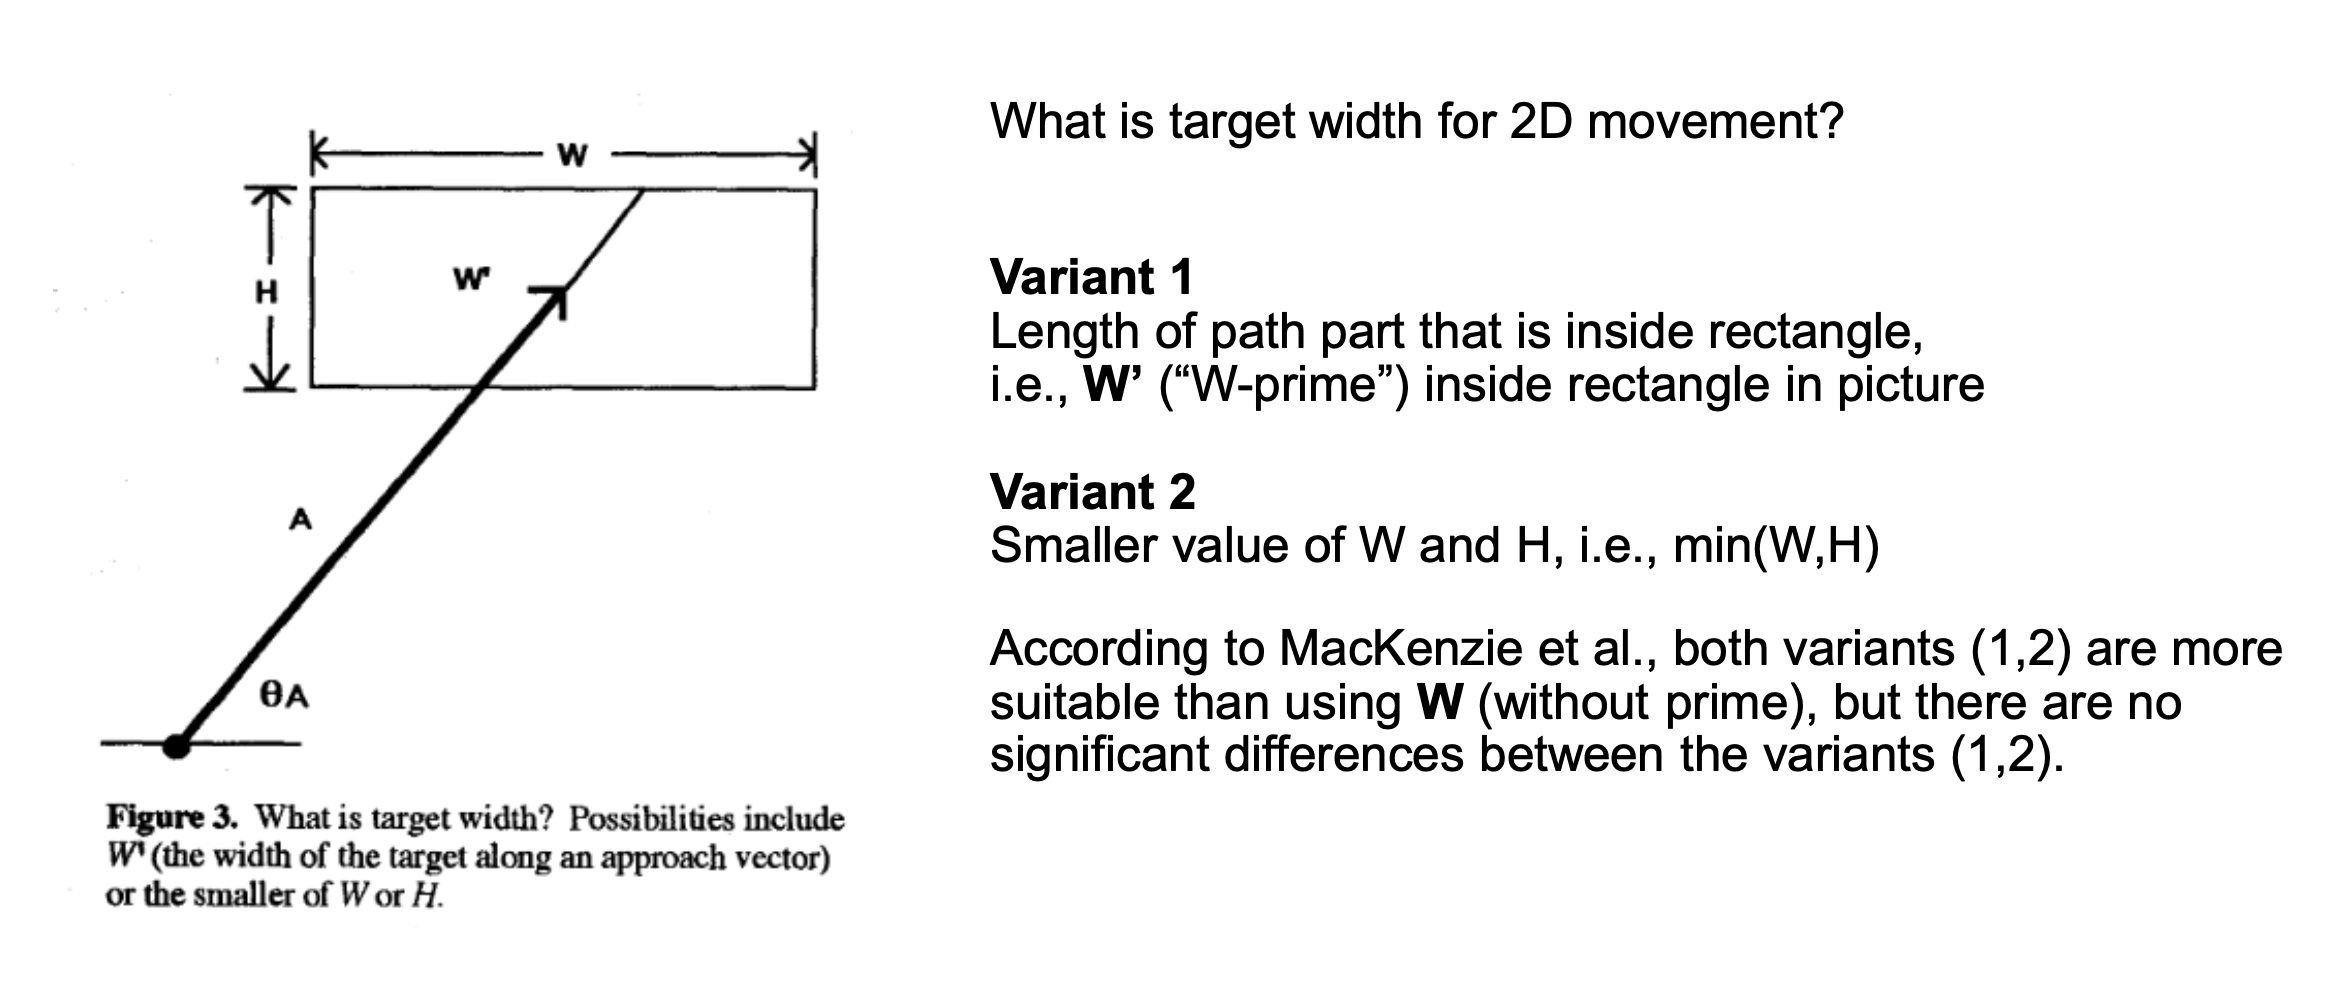 W
H
W'
A
θA
Figure 3. What is target width? Possibilities include
W' (the width of the target along an approach vector)
or the smaller of W or H.
What is target width for 2D movement?
Variant 1
Length of path part that is inside rectangle,
i.e., W’ (“W-prime”) inside rectangle in picture
Variant 2
Smaller value of W and H, i.e., min(W,H)
According to MacKenzie et al., both variants (1,2) are more
suitable than using W (without prime), but there are no
significant differences between the variants (1,2).